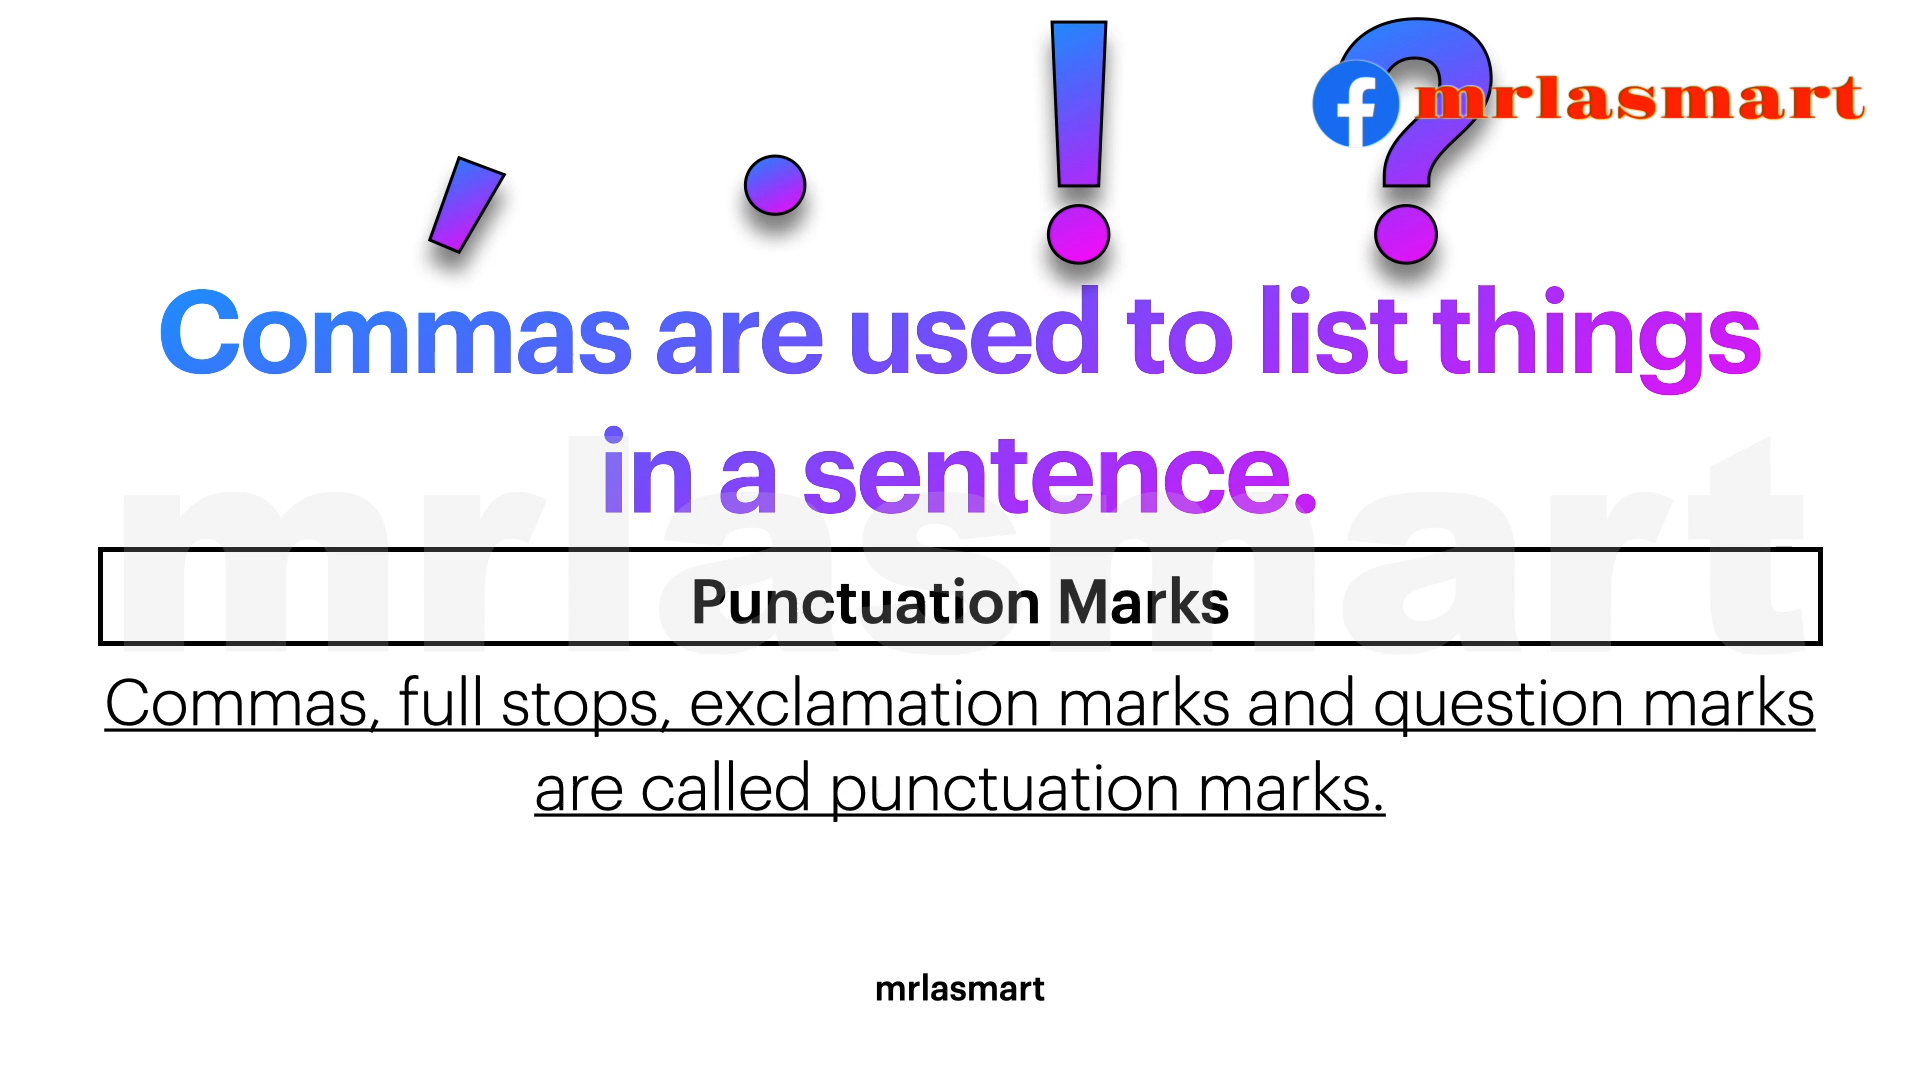 , . ! ?
mrlasmart
Commas are used to list things
in a sentence.
mrlasmart
Punctuation Marks
Commas, full stops, exclamation marks and question marks
are called punctuation marks.
mrlasmart